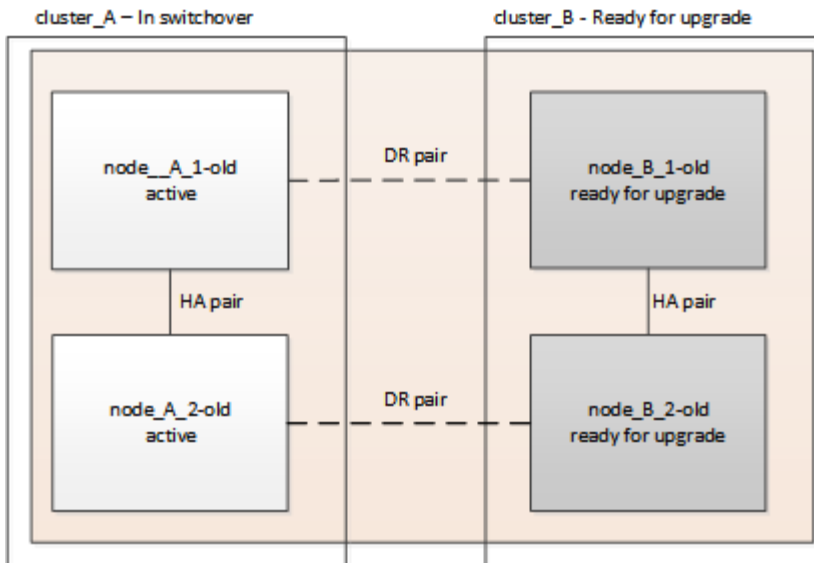 cluster_A – In switchover
cluster_B - Ready for upgrade
node__A_1-old
active
DR pair
node_B_1-old
ready for upgrade
HA pair
HA pair
node_A_2-old
active
DR pair
node_B_2-old
ready for upgrade